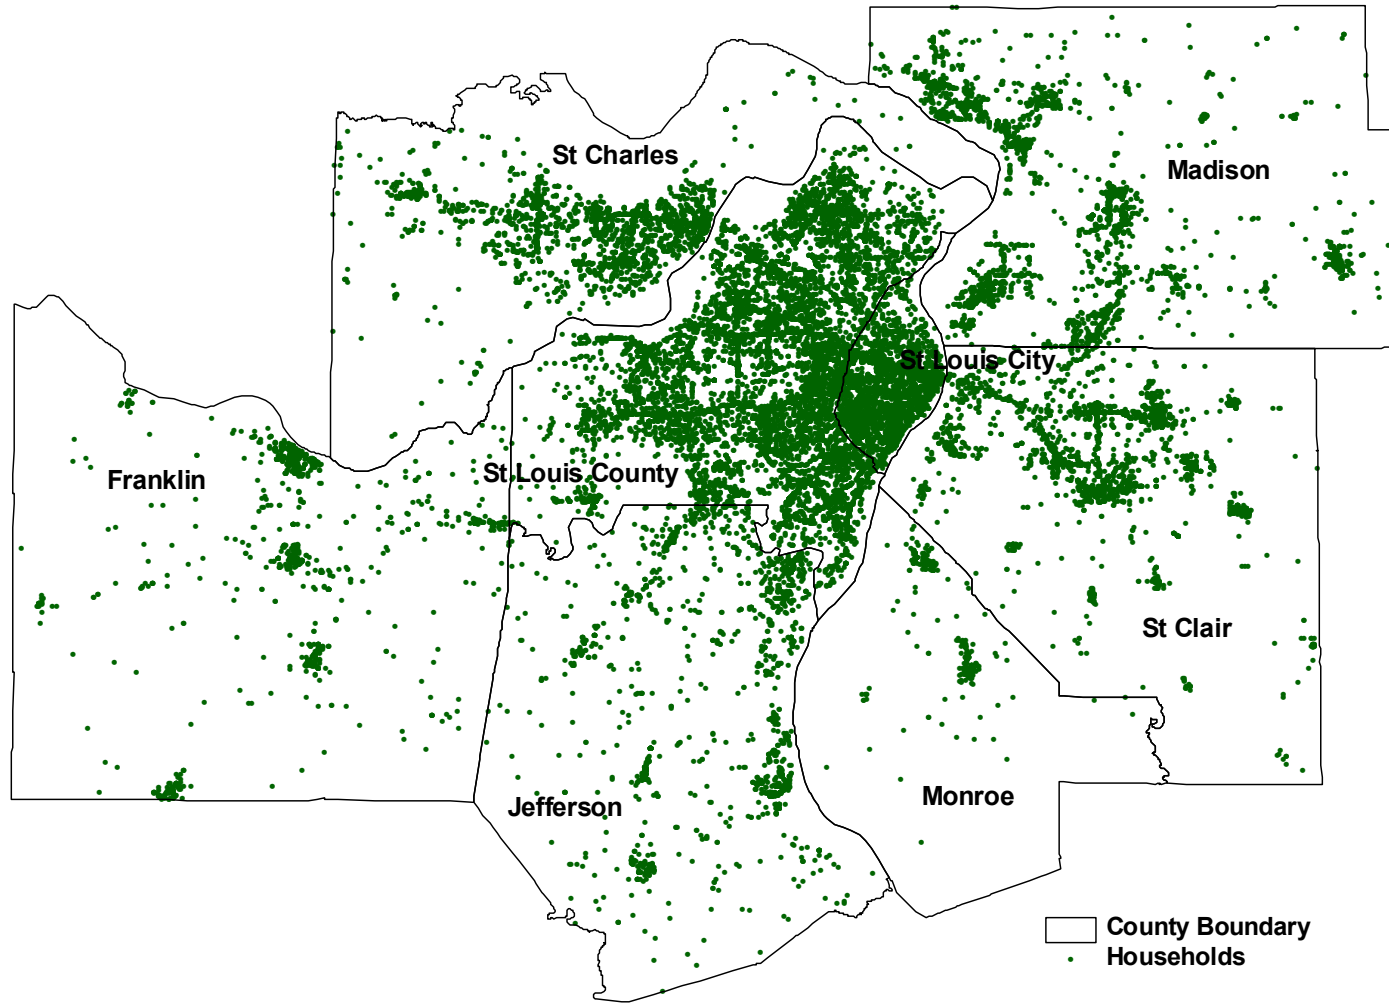 St Charles
Madison
St Louis City
St Louis County
Franklin
St Clair
Monroe
Jefferson
County Boundary
Households